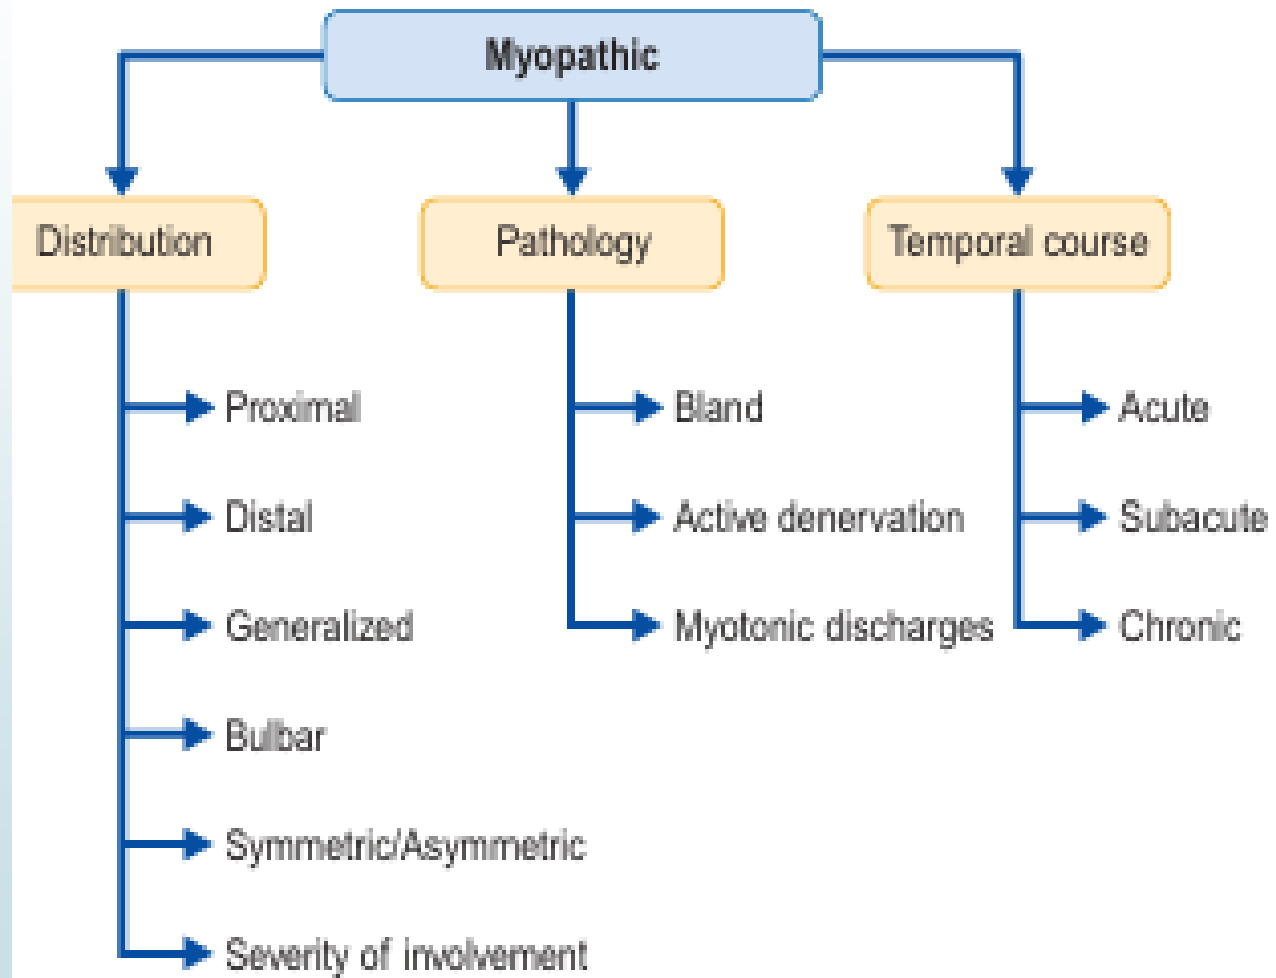 Myopathic
Distribution
Proximal
Distal
Generalized
Bulbar
Symmetric/Asymmetric
Severity of involvement
Pathology
Bland
Active denervation
Myotonic discharges
Temporal course
Acute
Subacute
Chronic